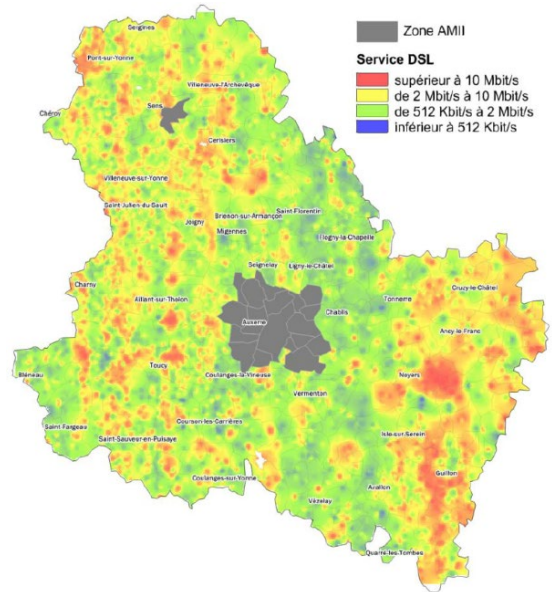 Zone AMII
Service DSL
supérieur à 10 Mbit/s
de 2 Mbit/s à 10 Mbit/s
de 512 Kbit/s à 2 Mbit/s
inférieur à 512 Kbit/s
Sergines
Pont-sur-Yonne
Villeneuve-l'Archevêque
Sens
Chéroy
Cerisiers
Villeneuve-sur-Yonne
Saint-Julien-du-Sault
Joigny
Brienon-sur-Armançon
Saint-Florentin
Migennes
Flogny-la-Chapelle
Seignelay
Ligny-le-Châtel
Charny
Aillant-sur-Tholon
Cruzy-le-Châtel
Tonnerre
Chablis
Auxerre
Ancy-le-Franc
Toucy
Bléneau
Coulanges-la-Vineuse
Noyers
Vermenton
Saint-Fargeau
Courson-les-Carrières
Saint-Sauveur-en-Puisaye
Isle-sur-Serein
Coulanges-sur-Yonne
Guillon
Avallon
Vézelay
Quarré-les-Tombes